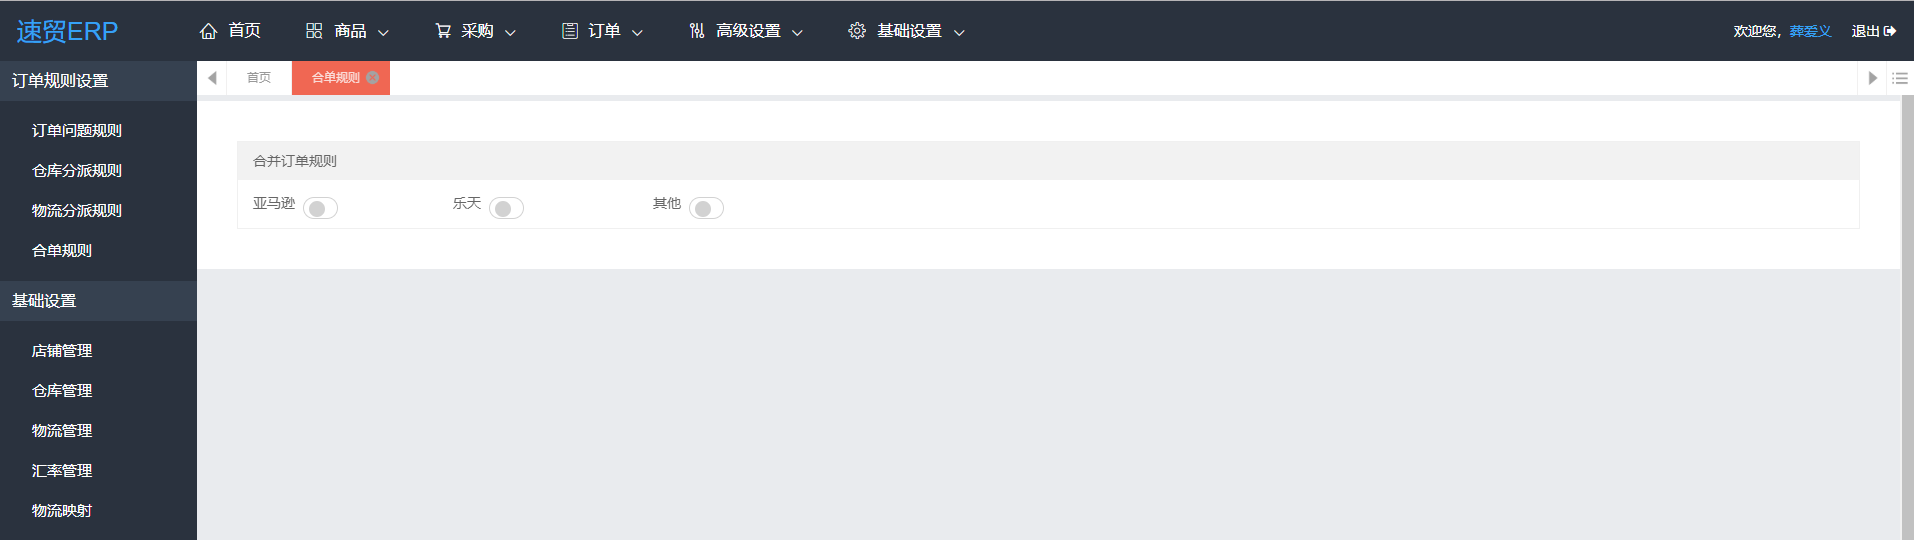 速贸ERP
首页 商品 采购 订单 高级设置 基础设置
欢迎您，葬爱义 退出
订单规则设置
订单问题规则
仓库分派规则
物流分派规则
合单规则
基础设置
店铺管理
仓库管理
物流管理
汇率管理
物流映射
首页 合单规则
合并订单规则
亚马逊 乐天 其他